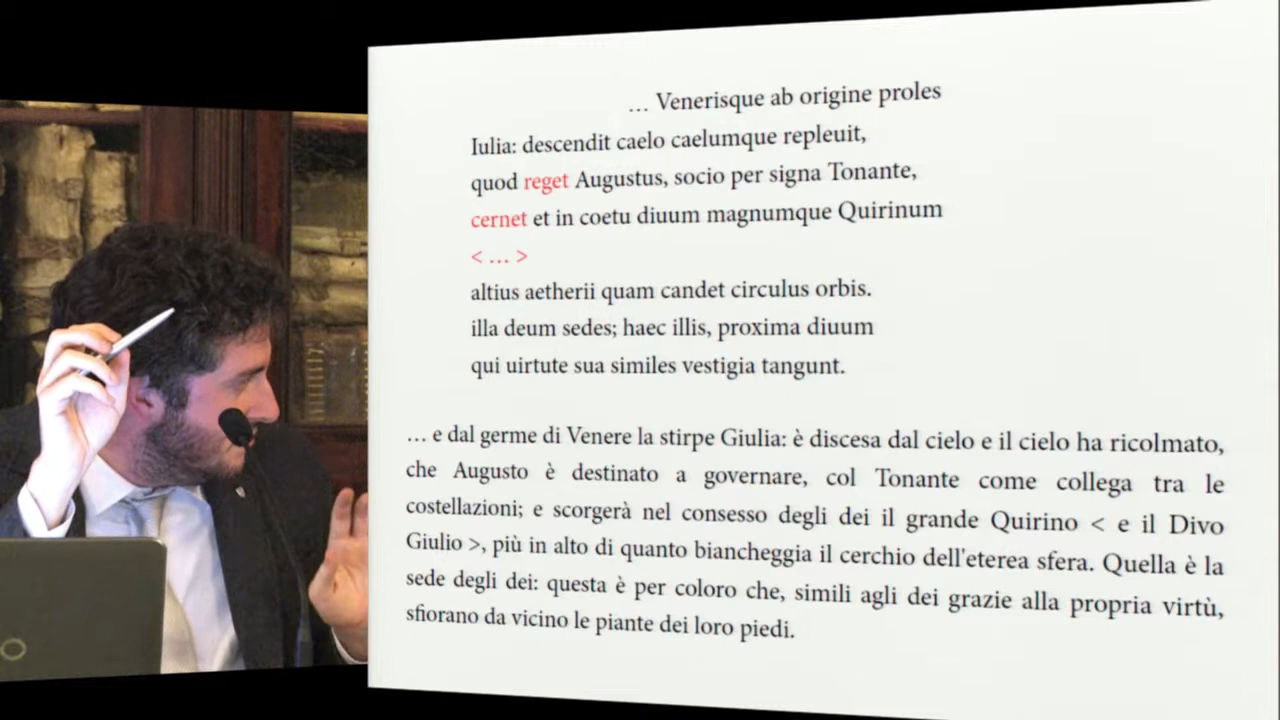 … Venerisque ab origine proles
Iulia: descendit caelo caelumque repleuit,
quod reget Augustus, socio per signa Tonante,
cernet et in coetu diuum magnumque Quirinum
< … >
altius aetherii quam candet circulus orbis.
illa deum sedes; haec illis, proxima diuum
qui uirtute sua similes vestigia tangunt.
… e dal germe di Venere la stirpe Giulia: è discesa dal cielo e il cielo ha ricolmato,
che Augusto è destinato a governare, col Tonante come collega tra le
costellazioni; e scorgerà nel consesso degli dei il grande Quirino < e il Divo
Giulio >, più in alto di quanto biancheggia il cerchio dell'eterea sfera. Quella è la
sede degli dei: questa è per coloro che, simili agli dei grazie alla propria virtù,
sfiorano da vicino le piante dei loro piedi.